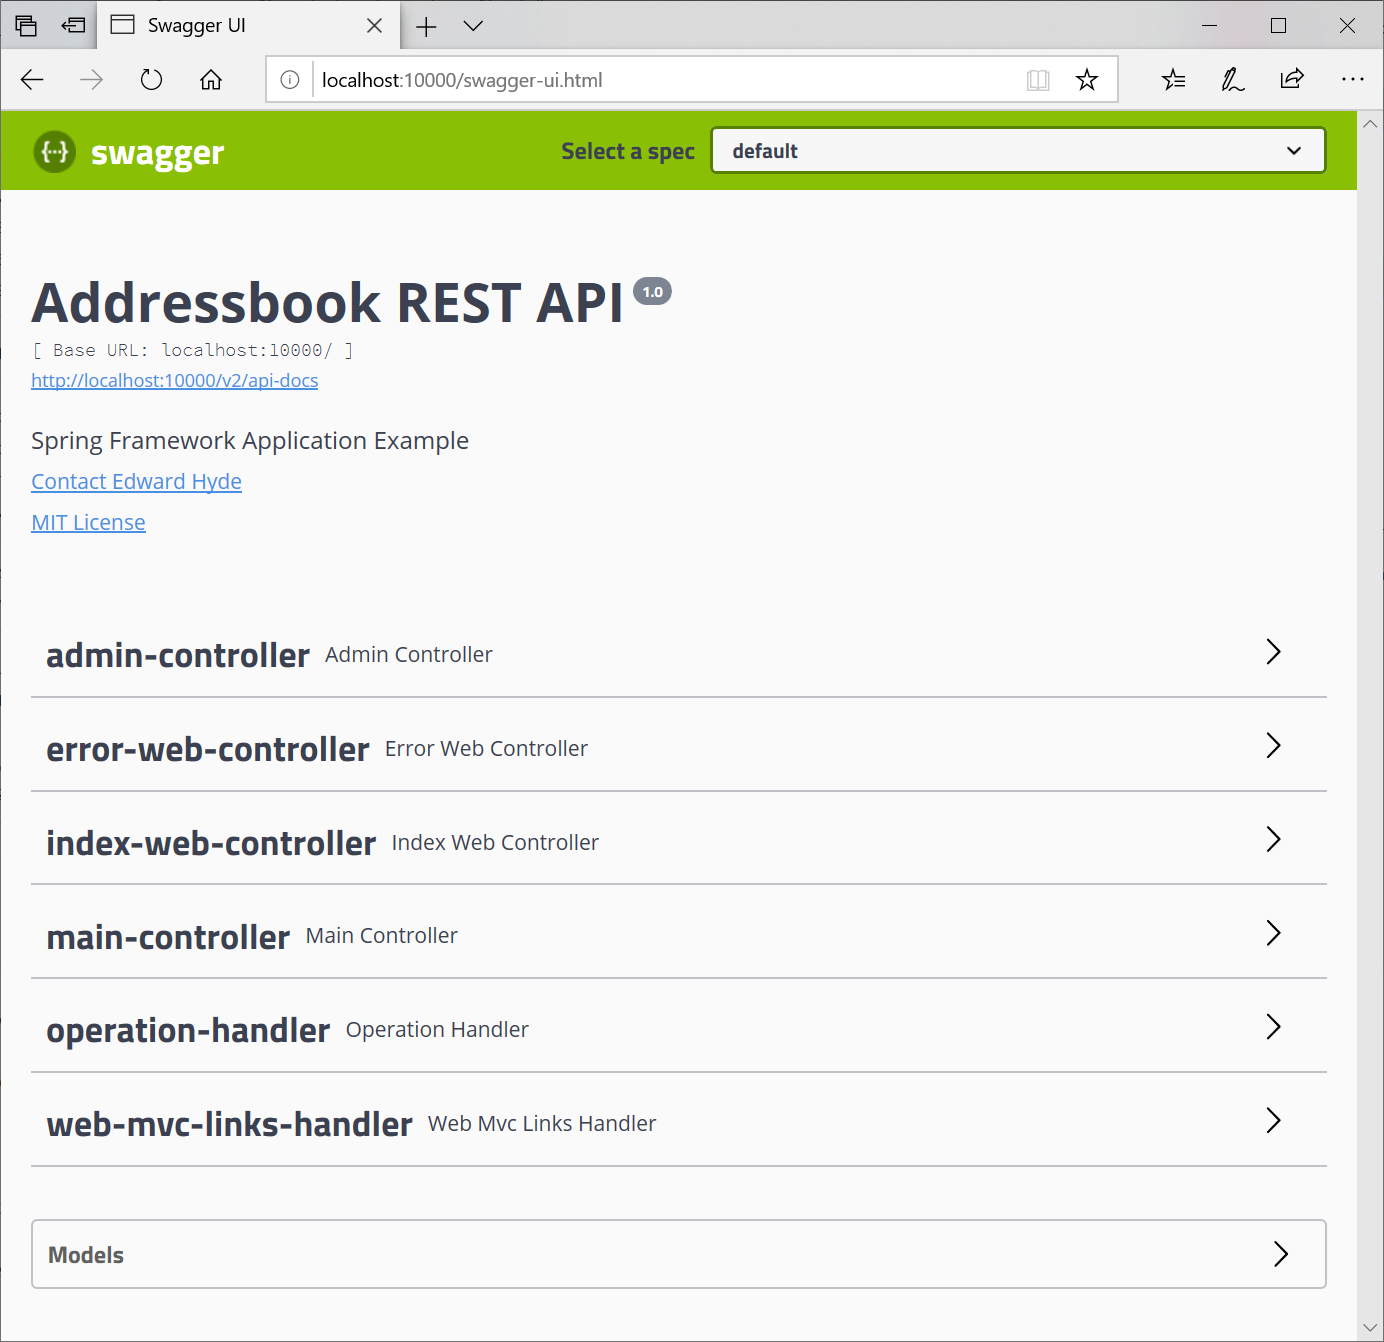 Swagger UI
localhost:10000/swagger-ui.html
{···} swagger
Select a spec
default
Addressbook REST API 1.0
[ Base URL: localhost:10000/ ]
http://localhost:10000/v2/api-docs
Spring Framework Application Example
Contact Edward Hyde
MIT License
admin-controller Admin Controller
error-web-controller Error Web Controller
index-web-controller Index Web Controller
main-controller Main Controller
operation-handler Operation Handler
web-mvc-links-handler Web Mvc Links Handler
Models